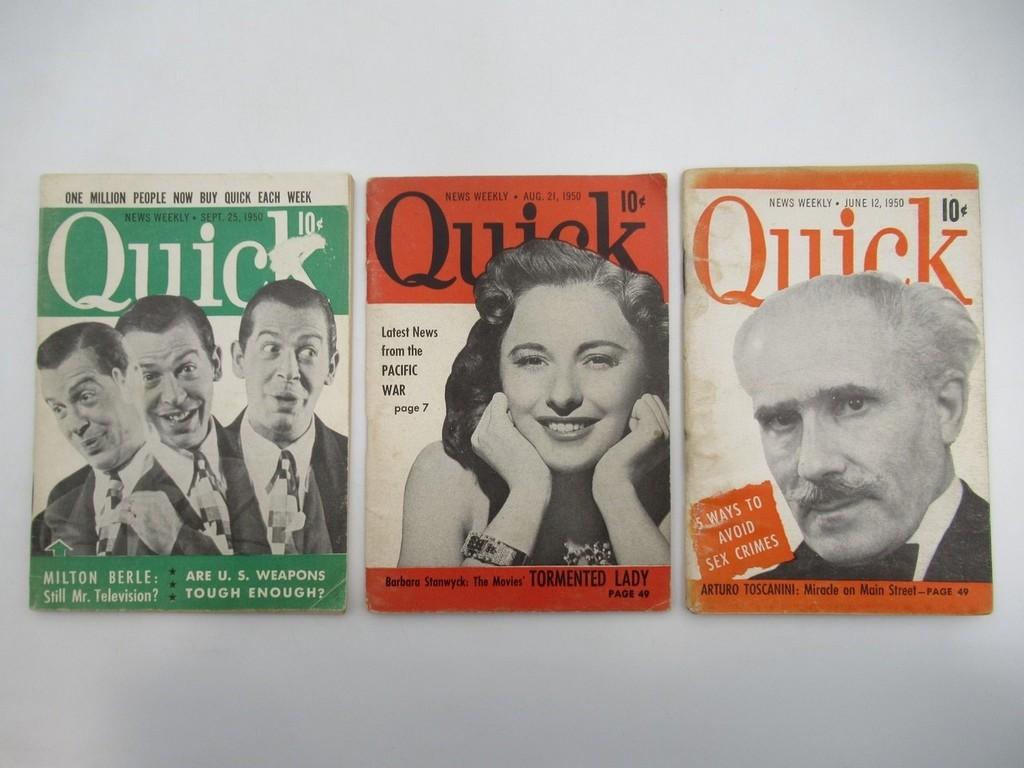 ONE MILLION PEOPLE NOW BUY QUICK EACH WEEK
NEWS WEEKLY • SEPT. 25, 1950
10¢
Quick
MILTON BERLE:
Still Mr. Television?
★ ARE U. S. WEAPONS
★ TOUGH ENOUGH?
NEWS WEEKLY • AUG. 21, 1950
10¢
Quick
Latest News
from the
PACIFIC
WAR
page 7
Barbara Stanwyck: The Movies' TORMENTED LADY
PAGE 49
NEWS WEEKLY • JUNE 12, 1950
10¢
Quick
5 WAYS TO
AVOID
SEX CRIMES
ARTURO TOSCANINI: Miracle on Main Street—PAGE 49